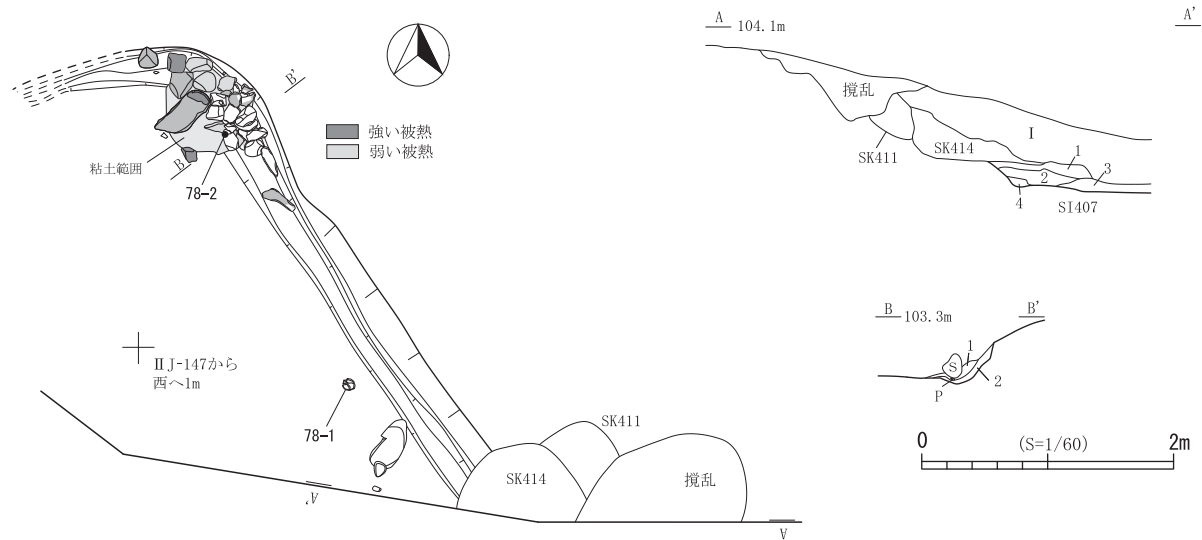 B'
強い被熱
弱い被熱
粘土範囲
B
78-2
ⅡJ-147から
西へ1m
78-1
SK411
SK414
撹乱
A'
A
A 104.1m
A'
撹乱
I
SK411
SK414
1
2
3
4
SI407
B 103.3m
B'
1
S
2
P
0 (S=1/60) 2m